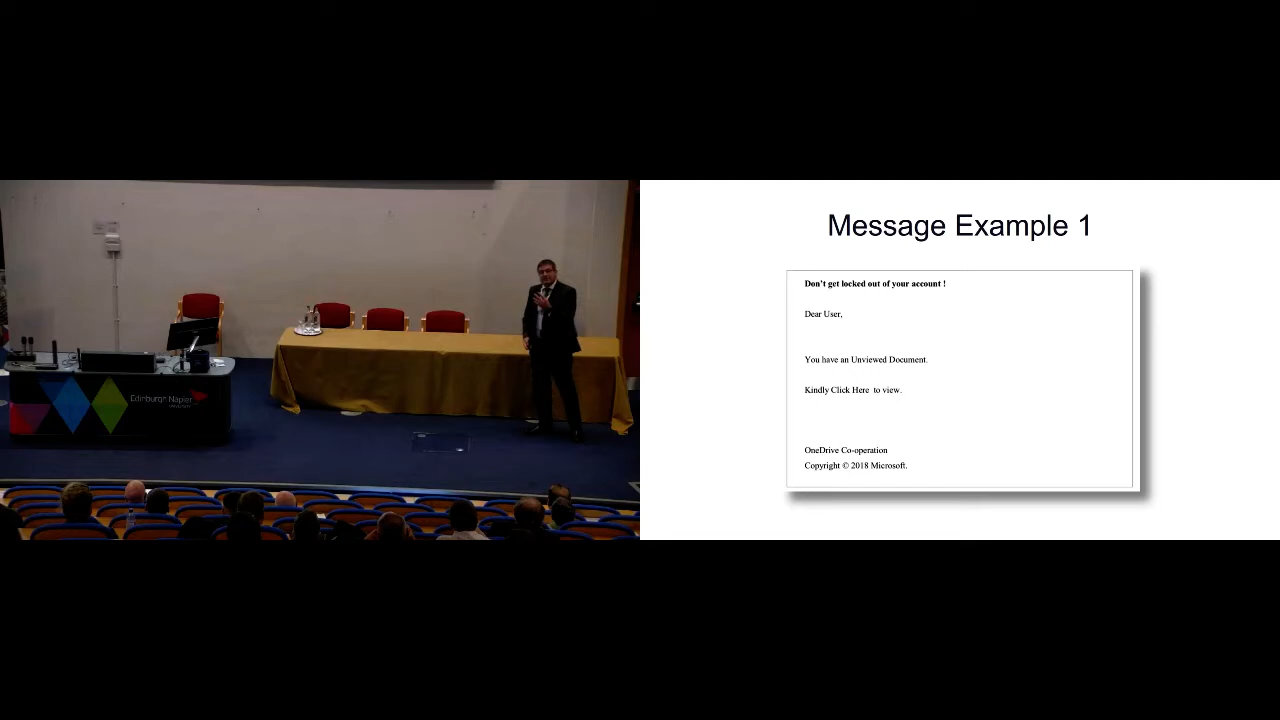 Edinburgh Napier
UNIVERSITY
Message Example 1
Don't get locked out of your account !
Dear User,
You have an Unviewed Document.
Kindly Click Here to view.
OneDrive Co-operation
Copyright © 2018 Microsoft.